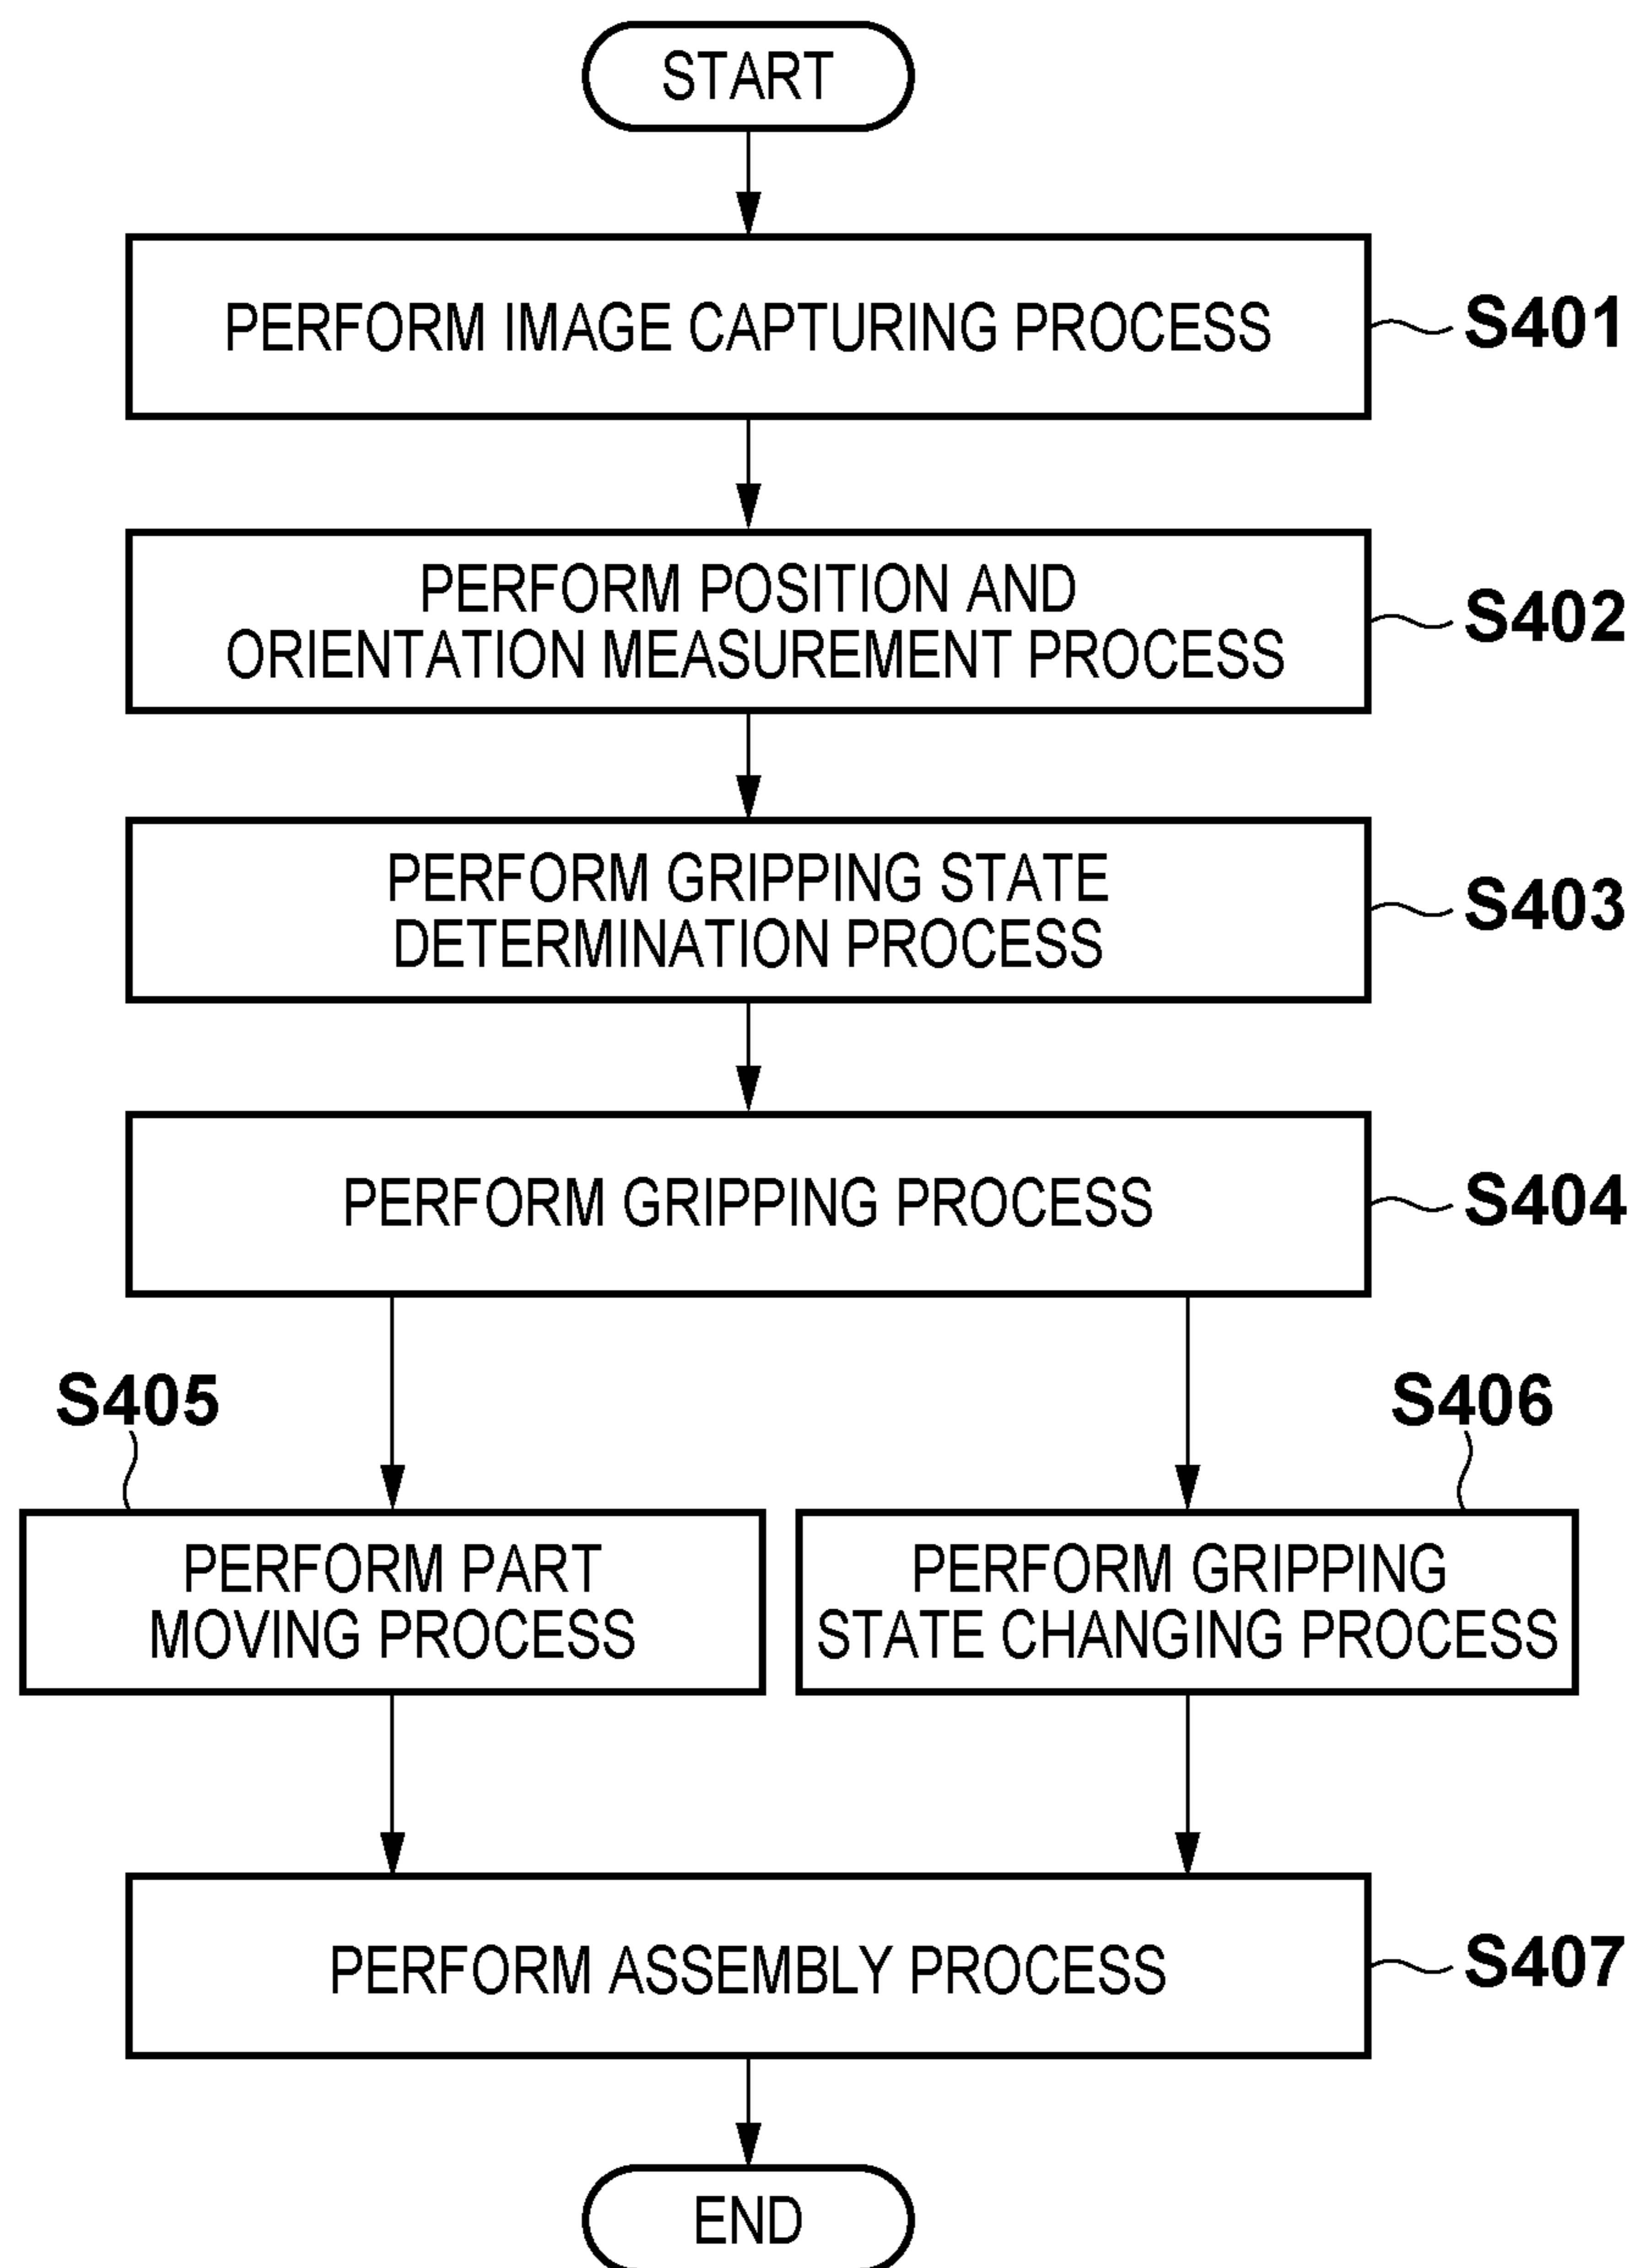 START
PERFORM IMAGE CAPTURING PROCESS
S401
PERFORM POSITION AND
ORIENTATION MEASUREMENT PROCESS
S402
PERFORM GRIPPING STATE
DETERMINATION PROCESS
S403
PERFORM GRIPPING PROCESS
S404
S405
PERFORM PART
MOVING PROCESS
S406
PERFORM GRIPPING
STATE CHANGING PROCESS
PERFORM ASSEMBLY PROCESS
S407
END